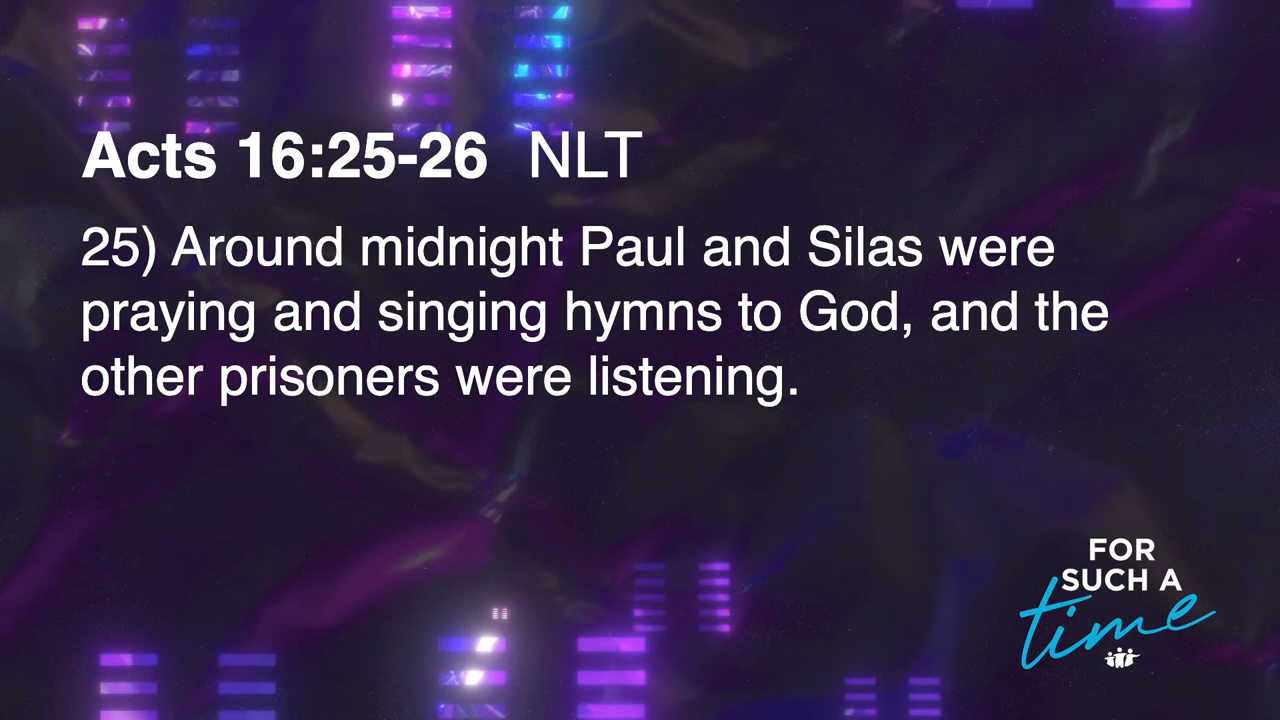 Acts 16:25-26 NLT
25) Around midnight Paul and Silas were
praying and singing hymns to God, and the
other prisoners were listening.
FOR
SUCH A
time